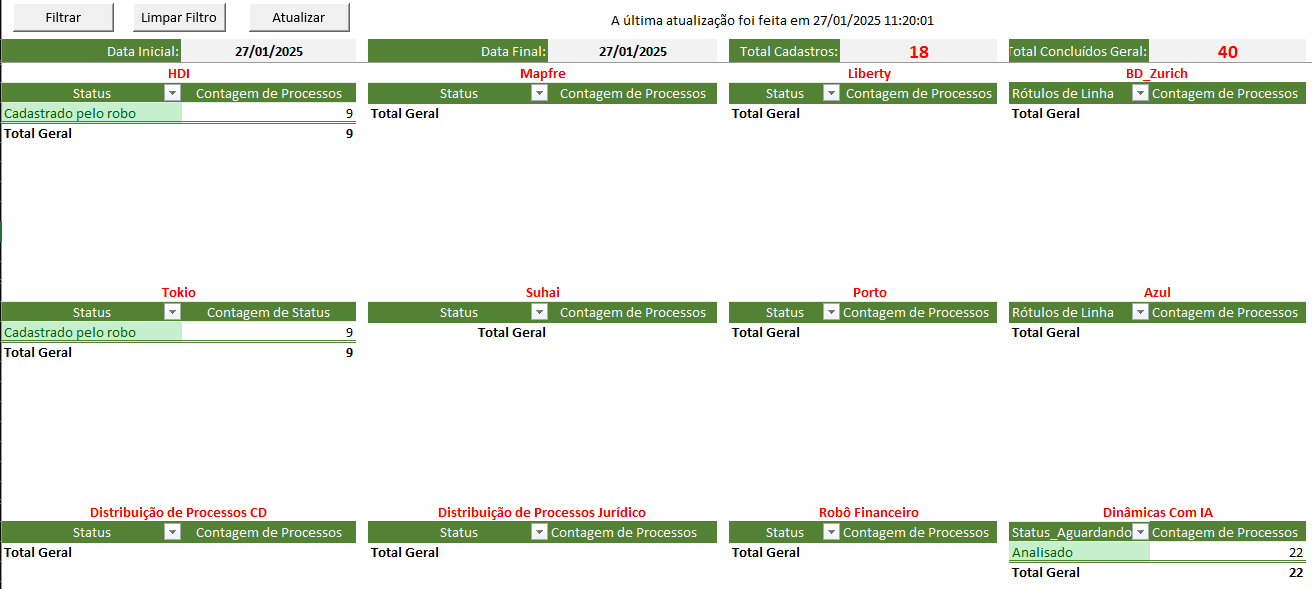 Filtrar Limpar Filtro Atualizar A última atualização foi feita em 27/01/2025 11:20:01
Data Inicial: 27/01/2025 Data Final: 27/01/2025 Total Cadastros: 18 Total Concluídos Geral: 40
HDI Mapfre Liberty BD_Zurich
Status Contagem de Processos Status Contagem de Processos Status Contagem de Processos Rótulos de Linha Contagem de Processos
Cadastrado pelo robo 9 Total Geral Total Geral Total Geral
Total Geral 9
Tokio Suhai Porto Azul
Status Contagem de Status Status Contagem de Processos Status Contagem de Processos Rótulos de Linha Contagem de Processos
Cadastrado pelo robo 9 Total Geral Total Geral Total Geral
Total Geral 9
Distribuição de Processos CD Distribuição de Processos Jurídico Robô Financeiro Dinâmicas Com IA
Status Contagem de Processos Status Contagem de Processos Status Contagem de Processos Status_Aguardando Contagem de Processos
Total Geral Total Geral Total Geral Analisado 22
Total Geral 22